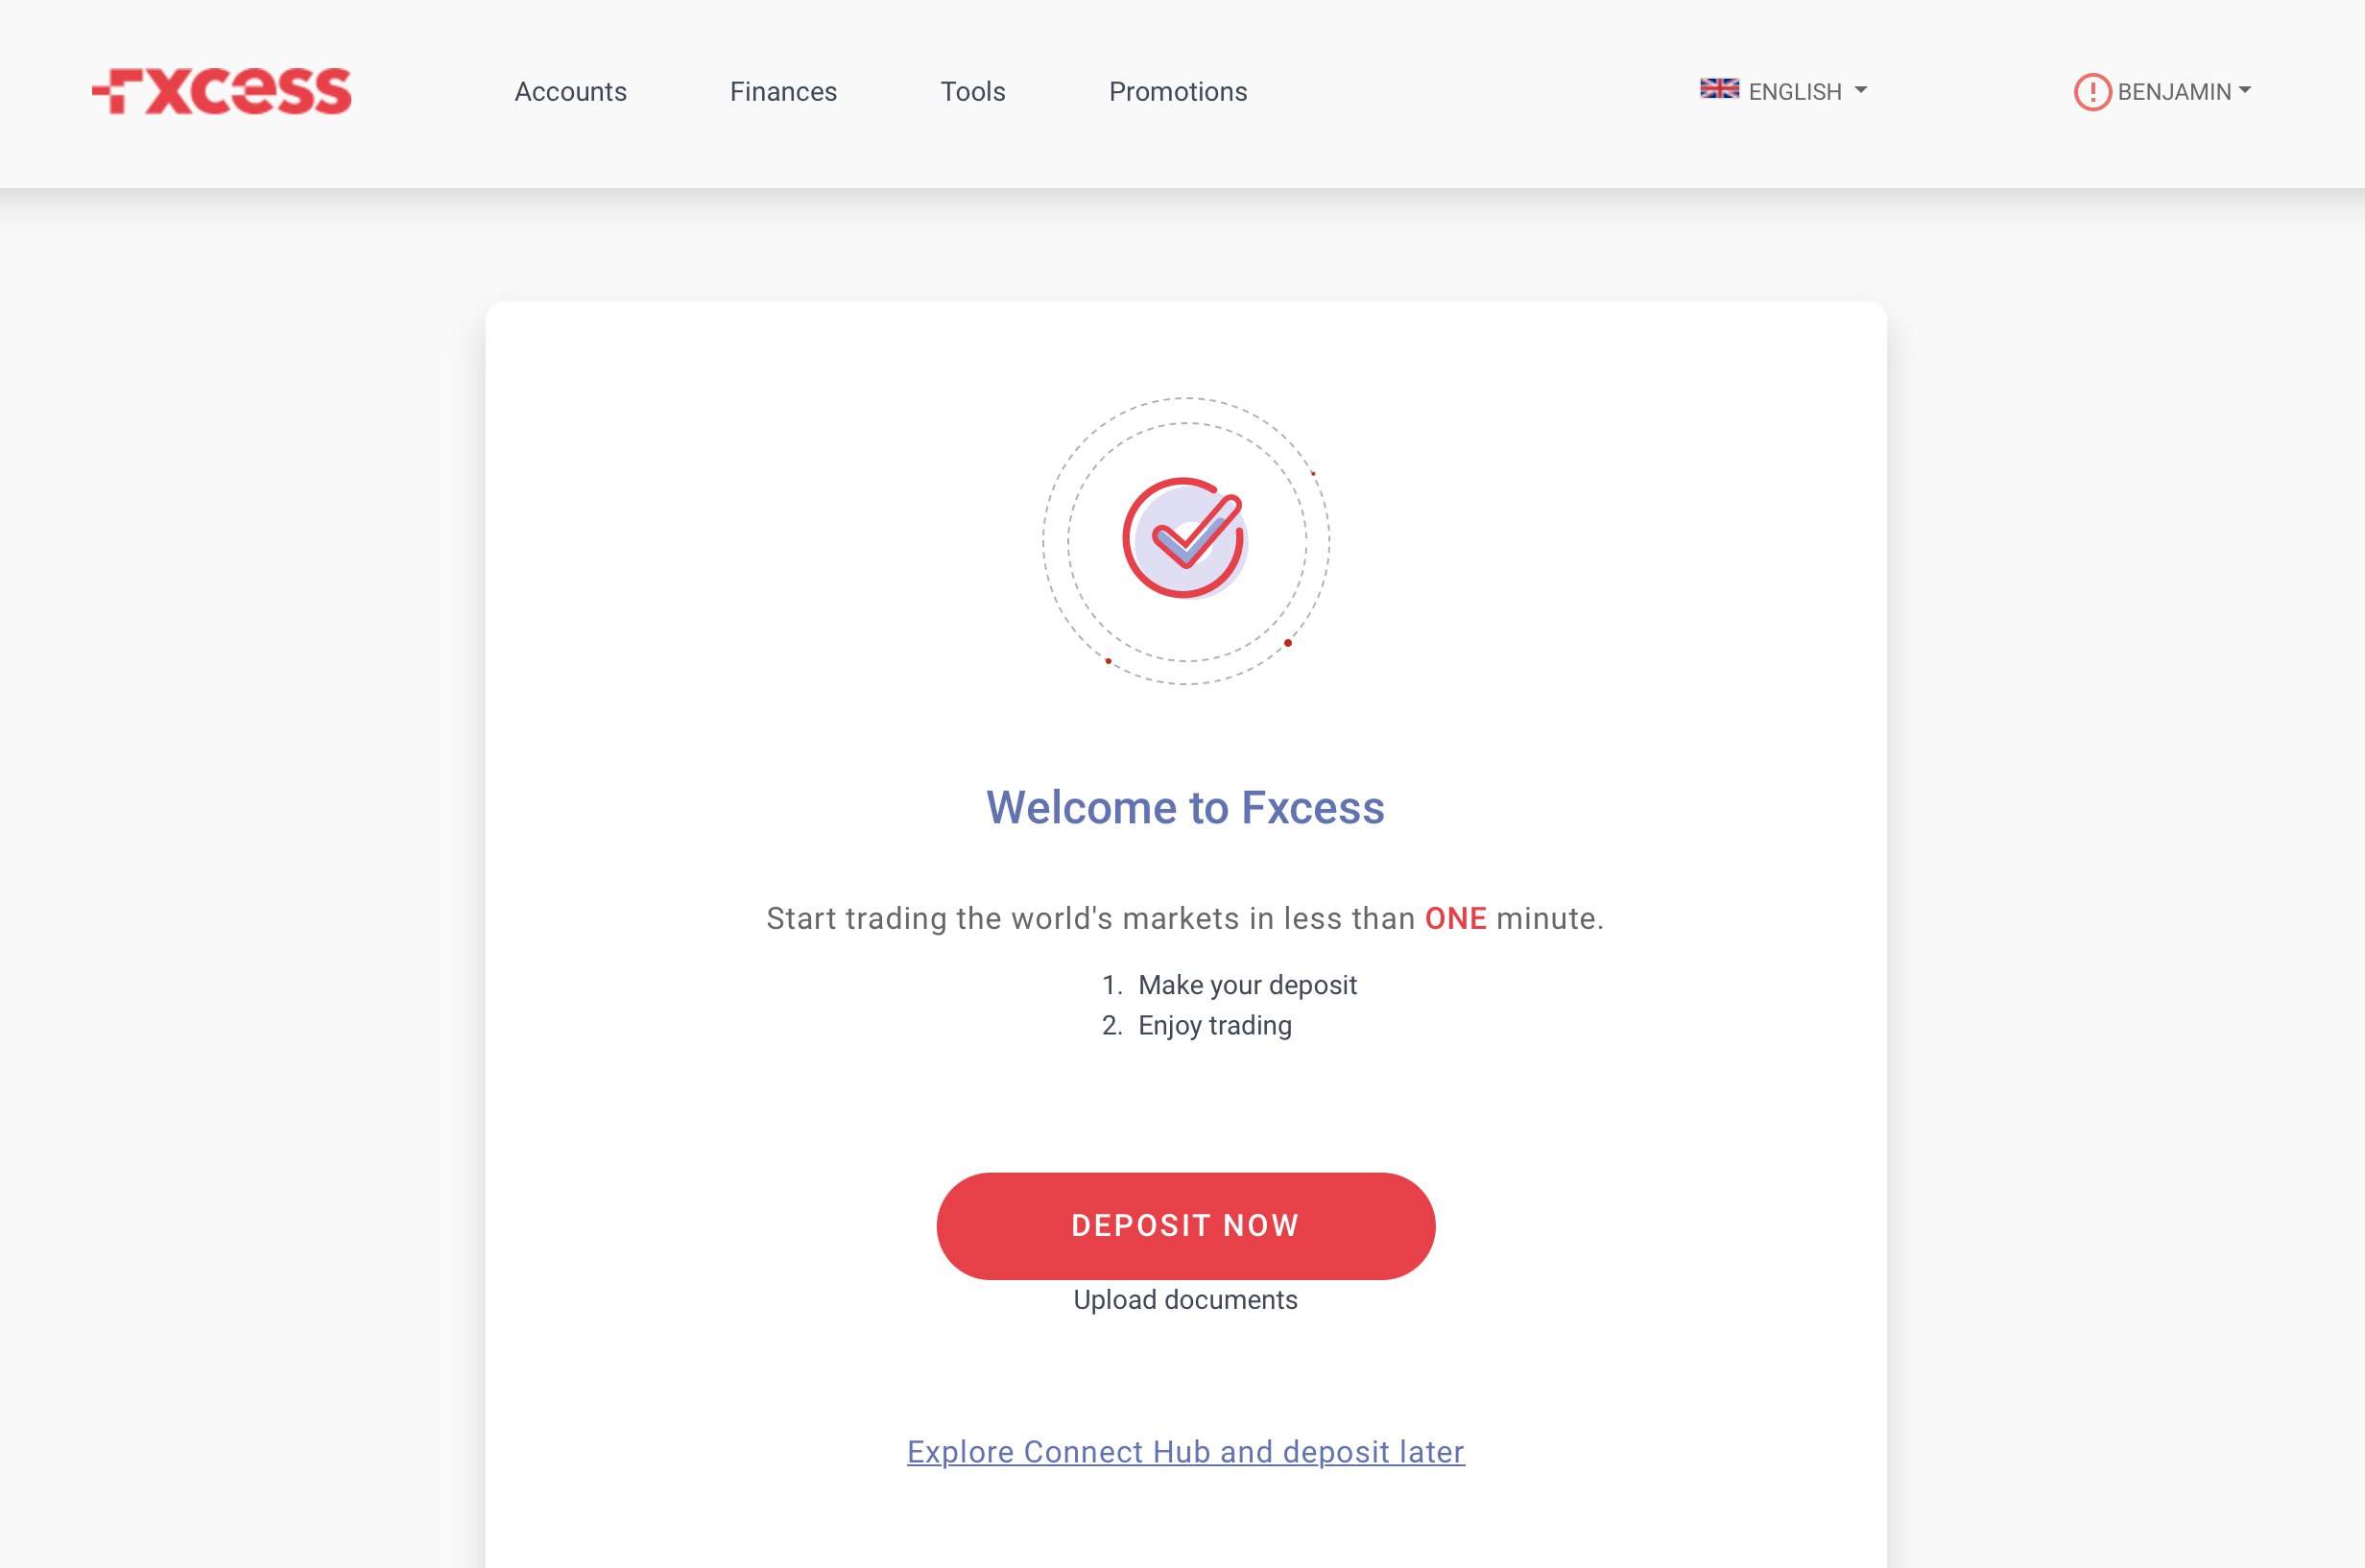 Fxcess
Accounts Finances Tools Promotions ENGLISH BENJAMIN
Welcome to Fxcess
Start trading the world's markets in less than ONE minute.
1. Make your deposit
2. Enjoy trading
DEPOSIT NOW
Upload documents
Explore Connect Hub and deposit later